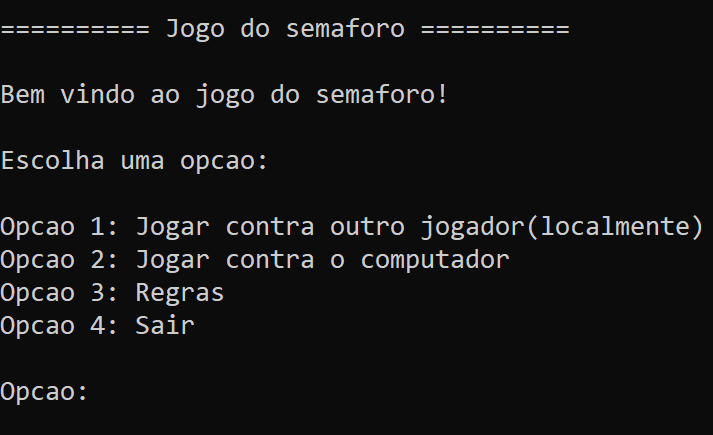 ========== Jogo do semaforo ==========
Bem vindo ao jogo do semaforo!
Escolha uma opcao:
Opcao 1: Jogar contra outro jogador(localmente)
Opcao 2: Jogar contra o computador
Opcao 3: Regras
Opcao 4: Sair
Opcao: